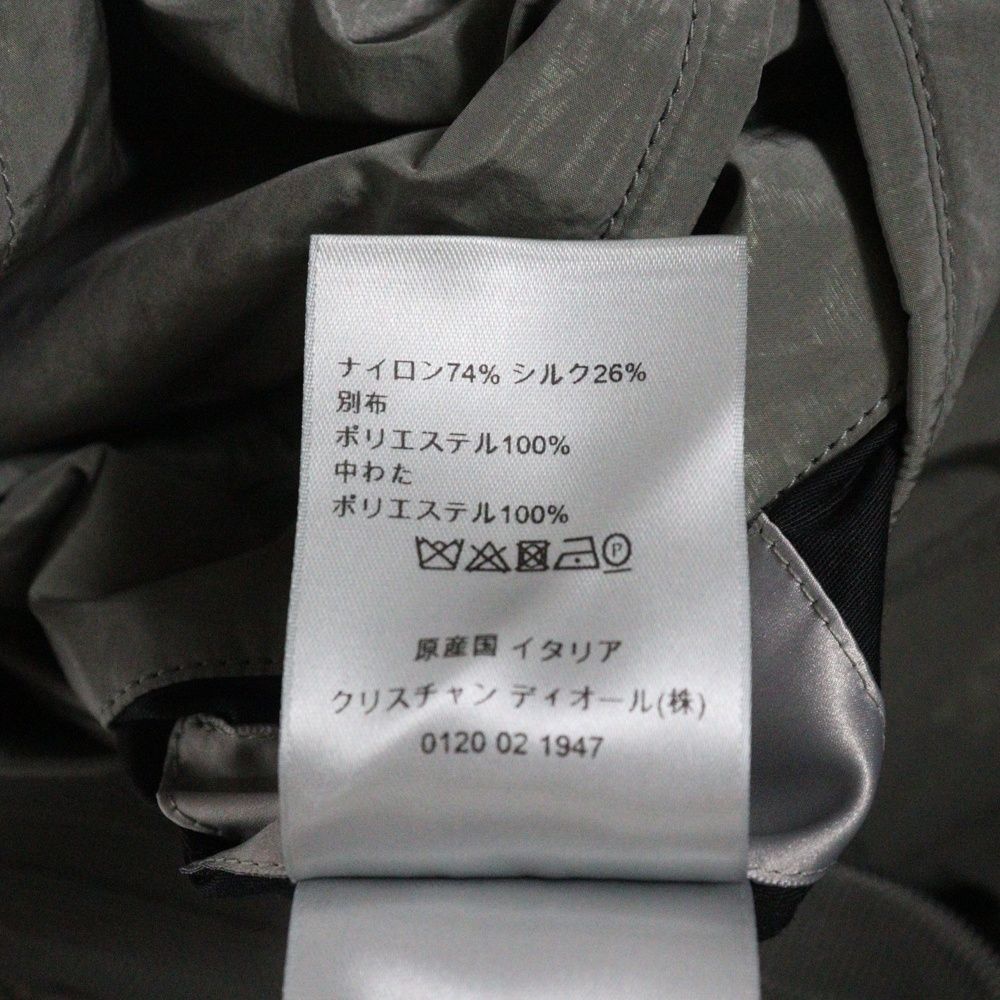 ナイロン74% シルク26%
別布
ポリエステル100%
中わた
ポリエステル100%
P
原産国 イタリア
クリスチャン ディオール(株)
0120 02 1947